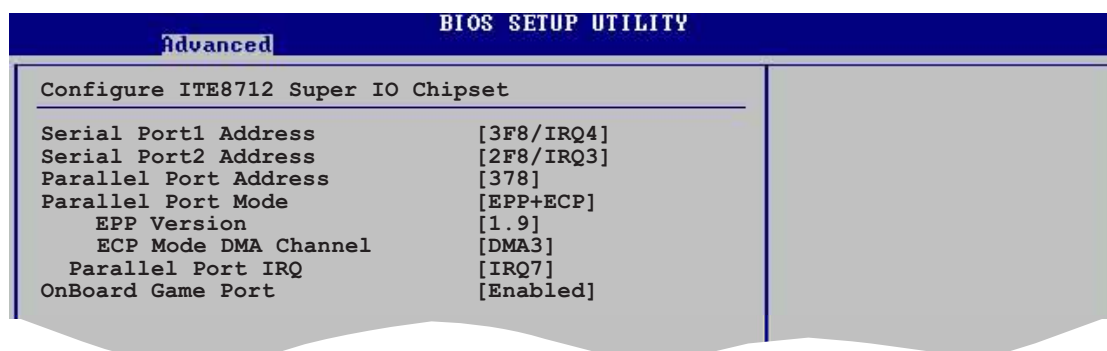 BIOS SETUP UTILITY
Advanced
Configure ITE8712 Super IO Chipset
Serial Port1 Address [3F8/IRQ4]
Serial Port2 Address [2F8/IRQ3]
Parallel Port Address [378]
Parallel Port Mode [EPP+ECP]
EPP Version [1.9]
ECP Mode DMA Channel [DMA3]
Parallel Port IRQ [IRQ7]
OnBoard Game Port [Enabled]